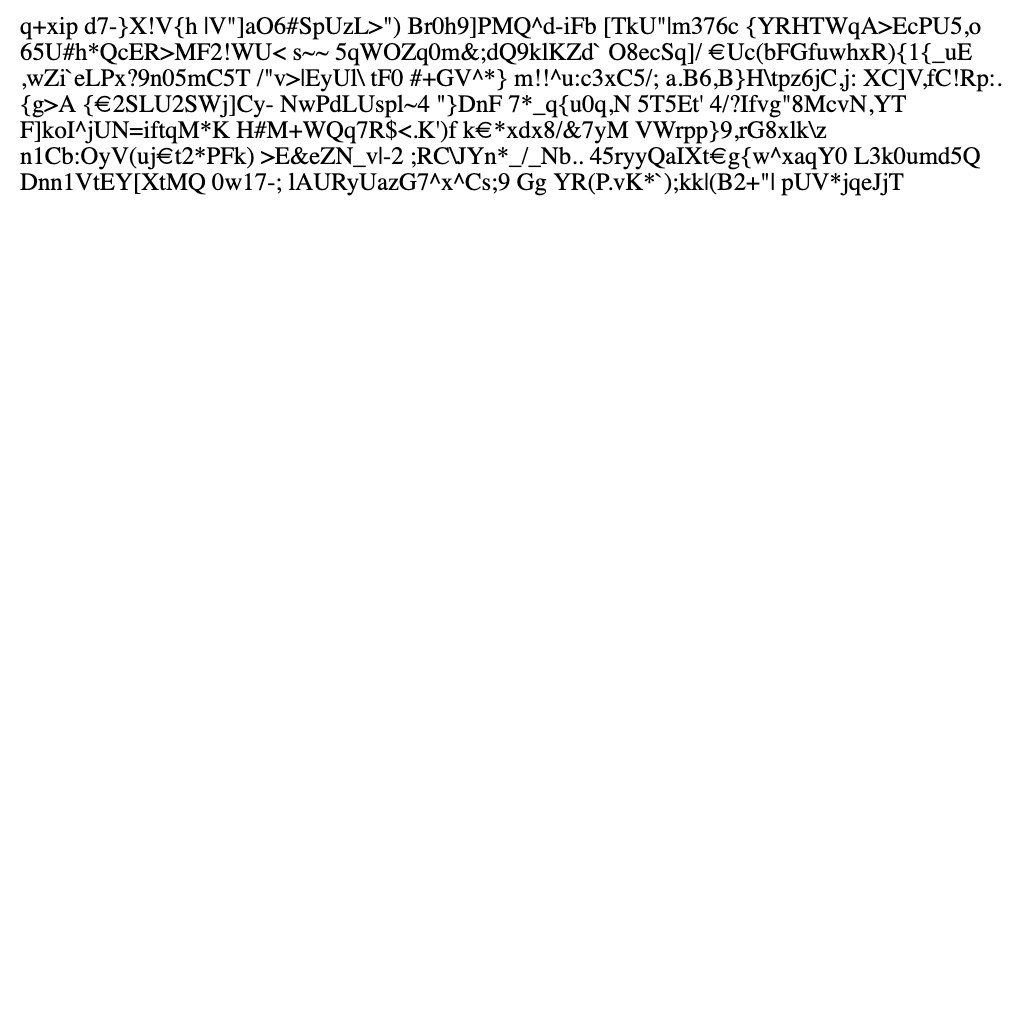 q+xip d7-}X!V{h |V"]aO6#SpUzL>") Br0h9]PMQ^d-iFb [TkU"|m376c {YRHTWqA>EcPU5,o
65U#h*QcER>MF2!WU< s~~ 5qWOZq0m&;dQ9klKZd` O8ecSq]/ €Uc(bFGfuwhxR){1{_uE
,wZi`eLPx?9n05mC5T /"v>|EyUl\ tF0 #+GV^*} m!!^u:c3xC5/; a.B6,B}H\tpz6jC,j: XC]V,fC!Rp:.
{g>A {€2SLU2SWj]Cy- NwPdLUspl~4 "}DnF 7*_q{u0q,N 5T5Et' 4/?Ifvg"8McvN,YT
F]koI^jUN=iftqM*K H#M+WQq7R$<.K')f k€*xdx8/&7yM VWrpp}9,rG8xlk\z
n1Cb:OyV(uj€t2*PFk) >E&eZN_v|-2 ;RC\JYn*_/_Nb.. 45ryyQaIXt€g{w^xaqY0 L3k0umd5Q
Dnn1VtEY[XtMQ 0w17-; lAURyUazG7^x^Cs;9 Gg YR(P.vK*`);kk|(B2+"| pUV*jqeJjT